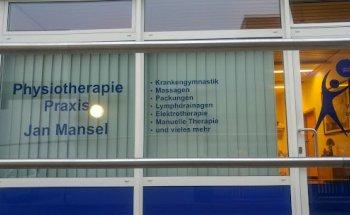 Physiotherapie
Praxis
Jan Mansel
• Krankengymnastik
• Massagen
• Packungen
• Lymphdrainagen
• Elektrotherapie
• Manuelle Therapie
• und vieles mehr